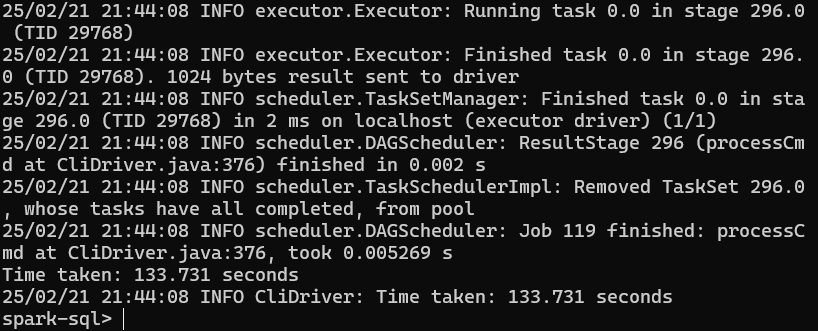 25/02/21 21:44:08 INFO executor.Executor: Running task 0.0 in stage 296.0
 (TID 29768)
25/02/21 21:44:08 INFO executor.Executor: Finished task 0.0 in stage 296.
0 (TID 29768). 1024 bytes result sent to driver
25/02/21 21:44:08 INFO scheduler.TaskSetManager: Finished task 0.0 in sta
ge 296.0 (TID 29768) in 2 ms on localhost (executor driver) (1/1)
25/02/21 21:44:08 INFO scheduler.DAGScheduler: ResultStage 296 (processCm
d at CliDriver.java:376) finished in 0.002 s
25/02/21 21:44:08 INFO scheduler.TaskSchedulerImpl: Removed TaskSet 296.0
, whose tasks have all completed, from pool
25/02/21 21:44:08 INFO scheduler.DAGScheduler: Job 119 finished: processC
md at CliDriver.java:376, took 0.005269 s
Time taken: 133.731 seconds
25/02/21 21:44:08 INFO CliDriver: Time taken: 133.731 seconds
spark-sql>